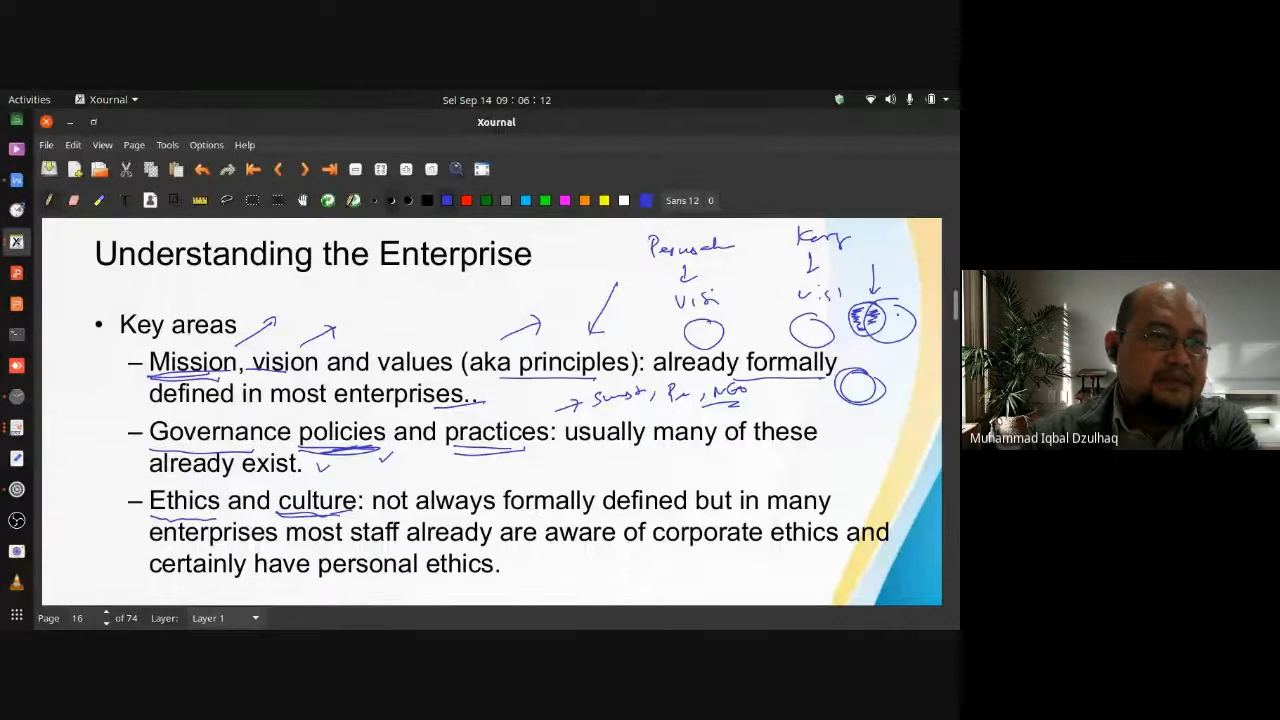 Activities Xournal Sel Sep 14 09:06:12
Xournal
File Edit View Page Tools Options Help
Sans 12 0
Understanding the Enterprise
Visi visi
• Key areas
– Mission, vision and values (aka principles): already formally
defined in most enterprises..
NGO
– Governance policies and practices: usually many of these
already exist.
– Ethics and culture: not always formally defined but in many
enterprises most staff already are aware of corporate ethics and
certainly have personal ethics.
Page 16 of 74 Layer: Layer 1
Muhammad Iqbal Dzulhaq